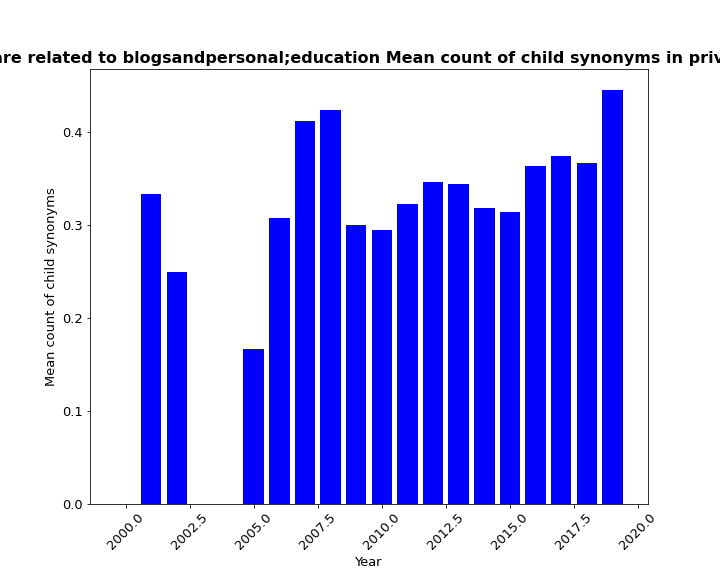 related to blogsandpersonal;education Mean count of child synonyms in
Mean count of child synonyms
0.4
0.3
0.2
0.1
0.0
2000.0 2002.5 2005.0 2007.5 2010.0 2012.5 2015.0 2017.5 2020.0
Year